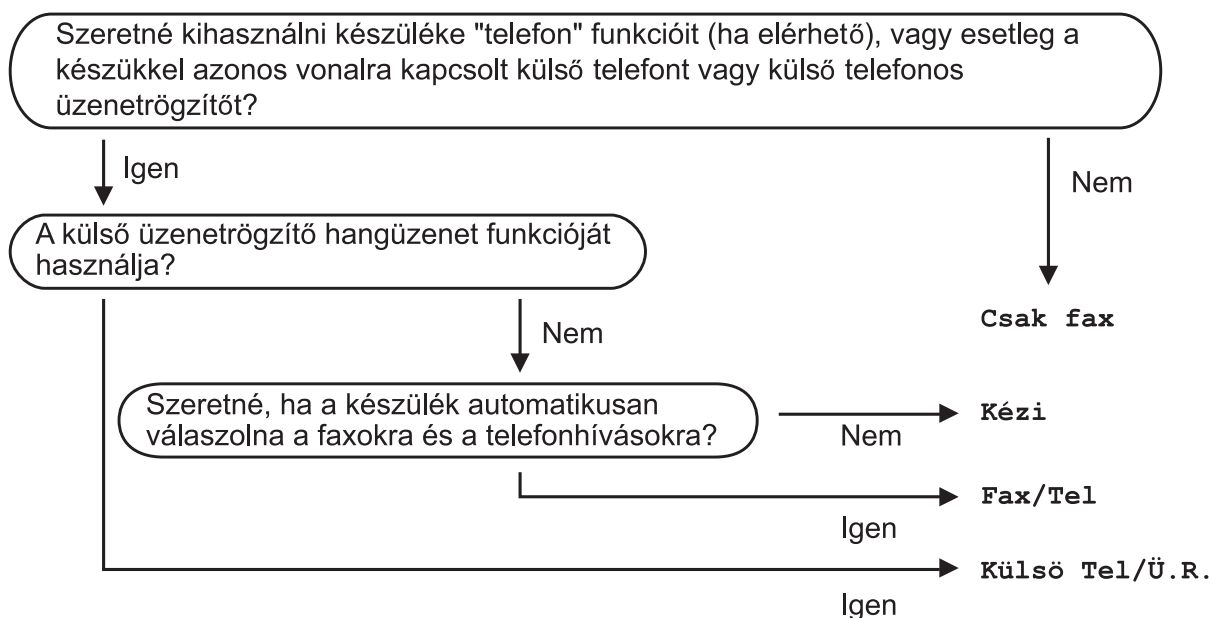 Szeretné kihasználni készüléke "telefon" funkcióit (ha elérhető), vagy esetleg a
készükkel azonos vonalra kapcsolt külső telefont vagy külső telefonos
üzenetrögzítőt?
Igen
Nem
A külső üzenetrögzítő hangüzenet funkcióját
használja?
Csak fax
Nem
Szeretné, ha a készülék automatikusan
válaszolna a faxokra és a telefonhívásokra?
Kézi
Nem
Fax/Tel
Igen
Külsö Tel/Ü.R.
Igen